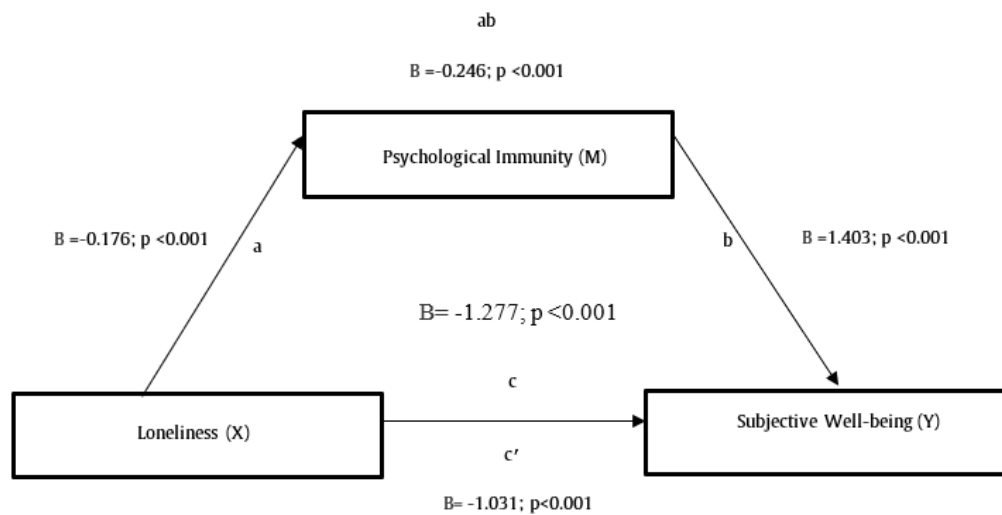 ab
B =-0.246; p <0.001
Psychological Immunity (M)
B =-0.176; p <0.001
a
b
B =1.403; p <0.001
B= -1.277; p <0.001
c
Loneliness (X)
Subjective Well-being (Y)
c'
B= -1.031; p<0.001